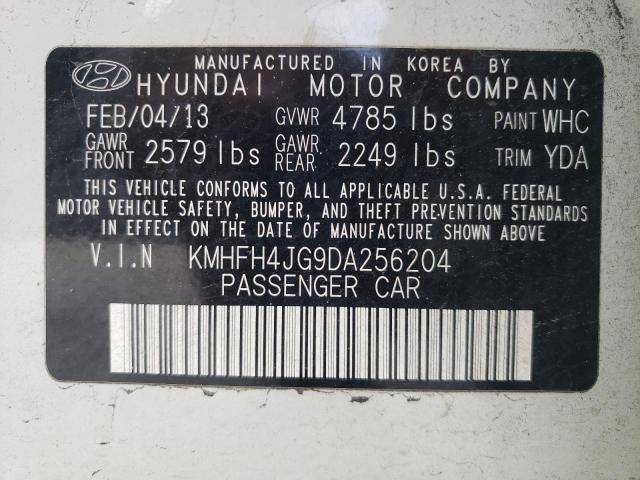 MANUFACTURED IN KOREA BY
HYUNDAI MOTOR COMPANY
FEB/04/13 GVWR 4785 lbs PAINT WHC
GAWR FRONT 2579 lbs GAWR REAR 2249 lbs TRIM YDA
THIS VEHICLE CONFORMS TO ALL APPLICABLE U.S.A. FEDERAL
MOTOR VEHICLE SAFETY, BUMPER, AND THEFT PREVENTION STANDARDS
IN EFFECT ON THE DATE OF MANUFACTURE SHOWN ABOVE
V.I.N KMHFH4JG9DA256204
PASSENGER CAR